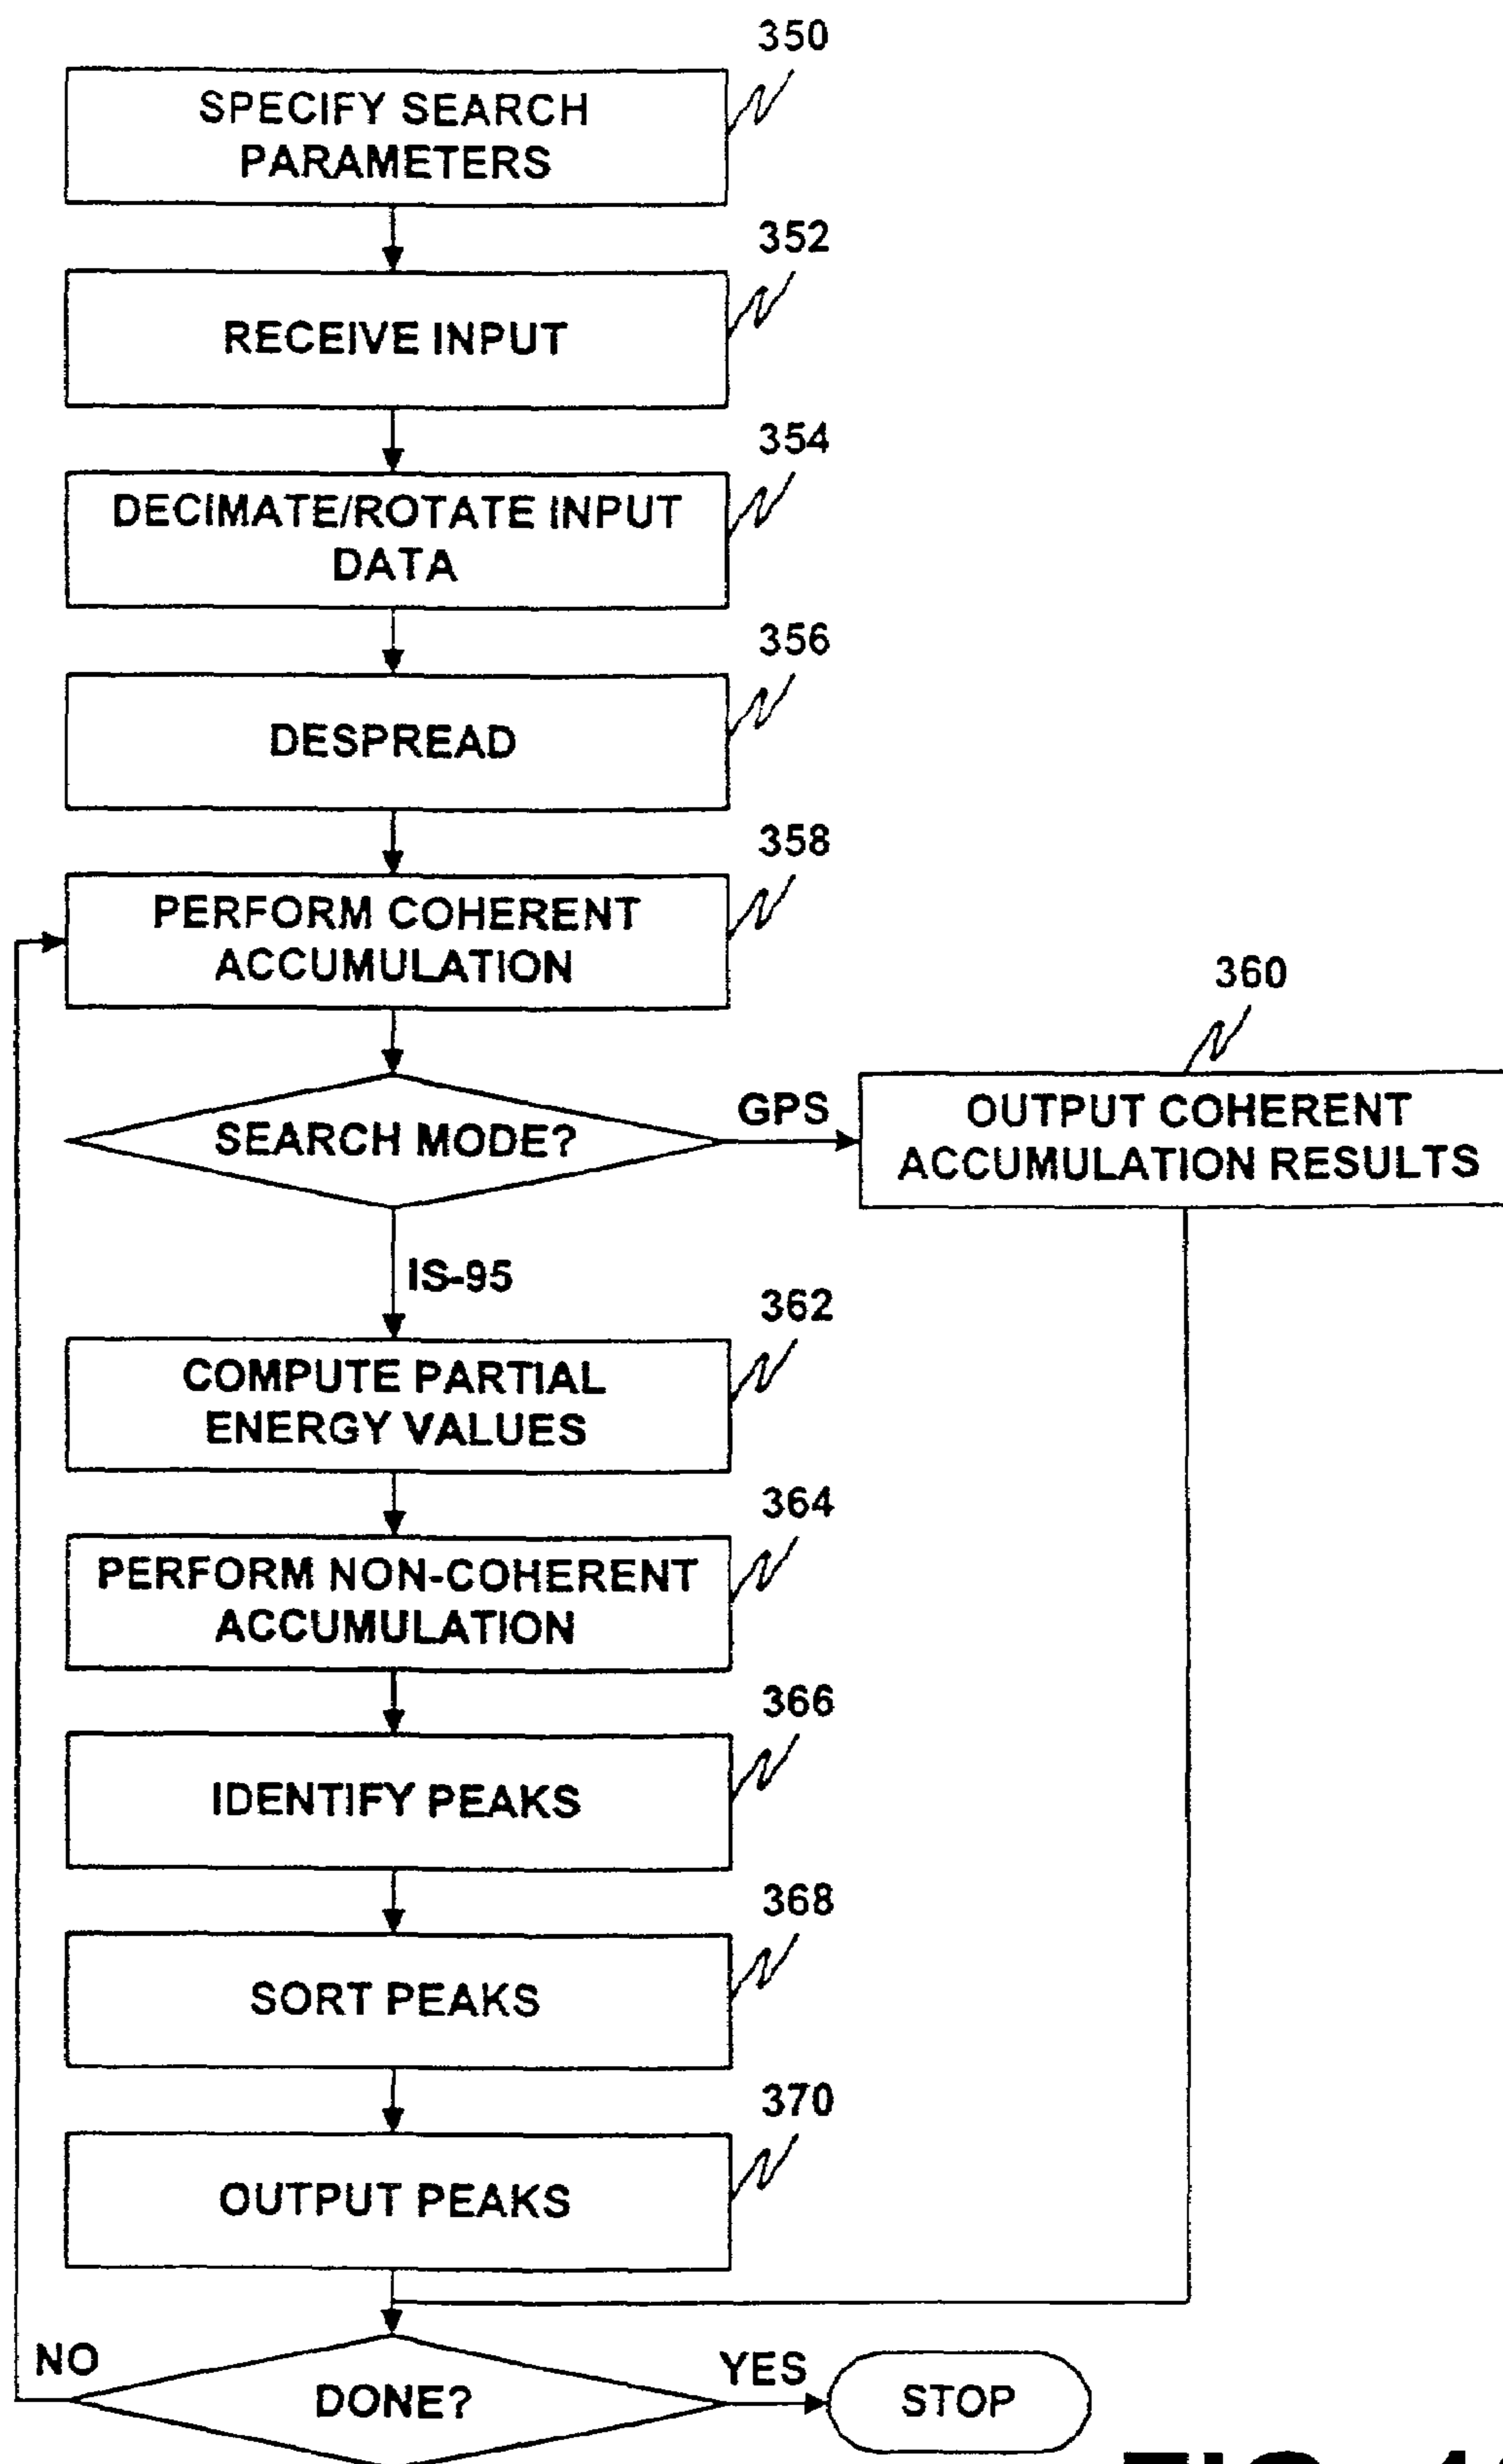 350
SPECIFY SEARCH
PARAMETERS
352
RECEIVE INPUT
354
DECIMATE/ROTATE INPUT
DATA
356
DESPREAD
358
PERFORM COHERENT
ACCUMULATION
360
SEARCH MODE?
GPS
OUTPUT COHERENT
ACCUMULATION RESULTS
IS-95
362
COMPUTE PARTIAL
ENERGY VALUES
364
PERFORM NON-COHERENT
ACCUMULATION
366
IDENTIFY PEAKS
368
SORT PEAKS
370
OUTPUT PEAKS
NO
DONE?
YES
STOP